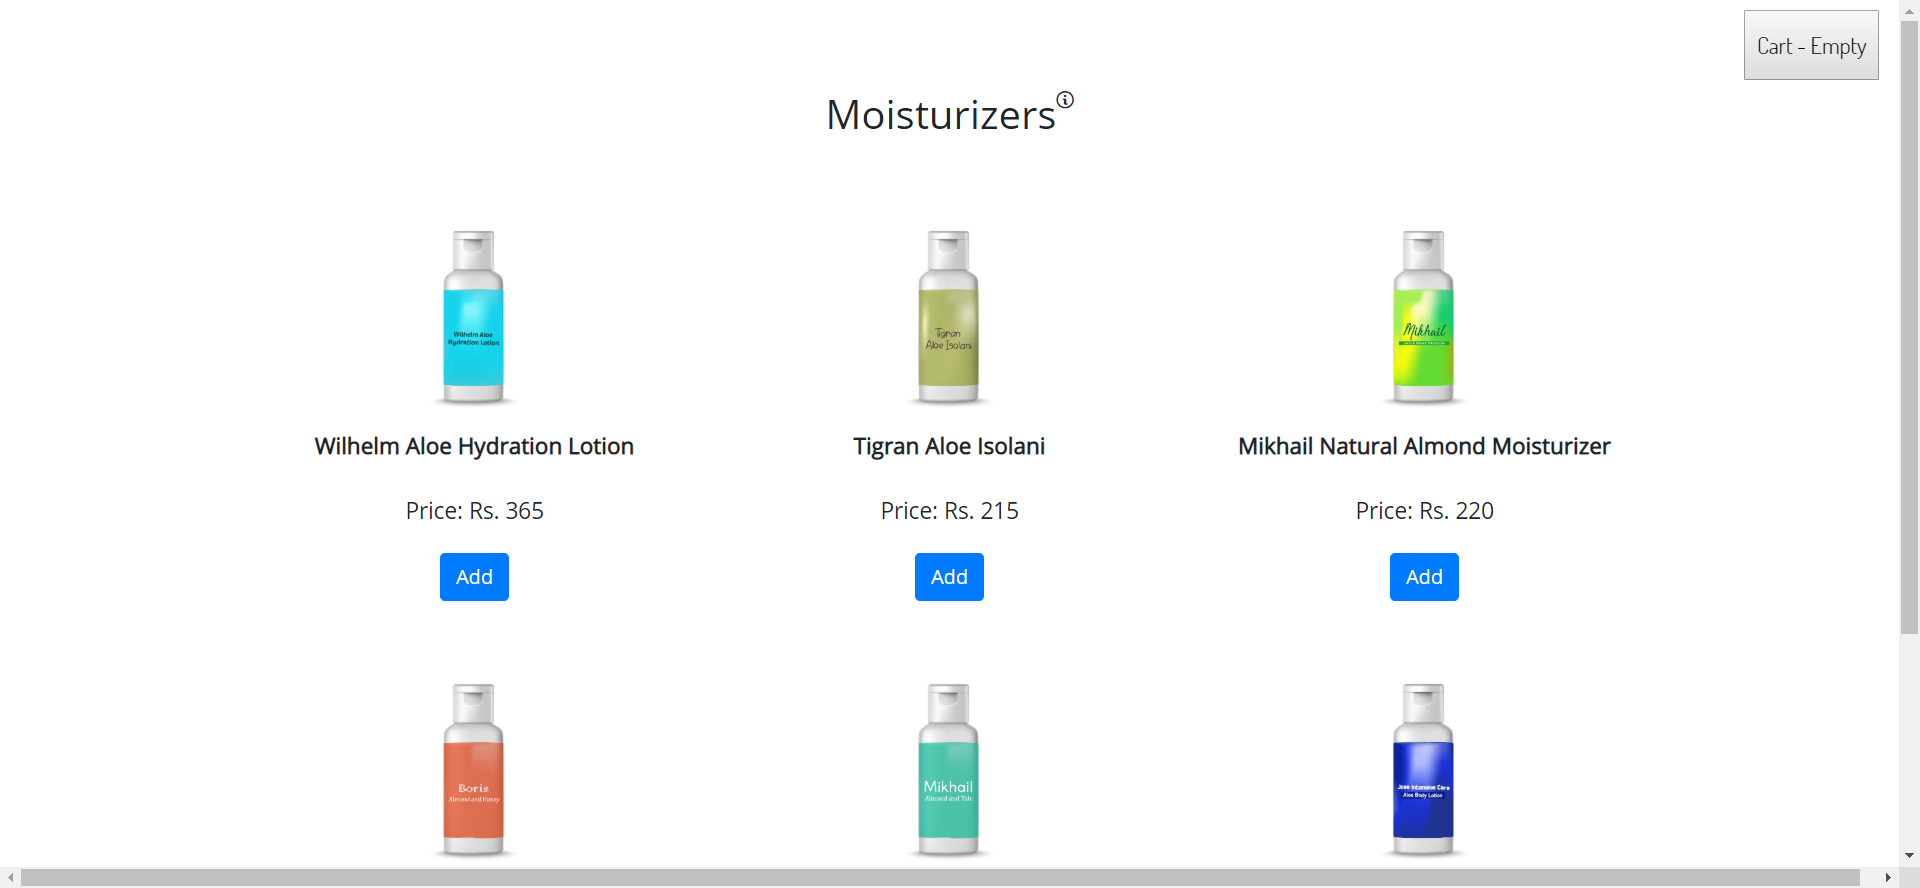 Cart - Empty
Moisturizers
Wilhelm Aloe
Hydration Lotion
Tigran
Aloe Isolani
Mikhail
Wilhelm Aloe Hydration Lotion
Tigran Aloe Isolani
Mikhail Natural Almond Moisturizer
Price: Rs. 365
Price: Rs. 215
Price: Rs. 220
Add
Add
Add
Boris
Almond and Honey
Mikhail
Almond and Talc
Jose Intensive Care
Aloe Body Lotion